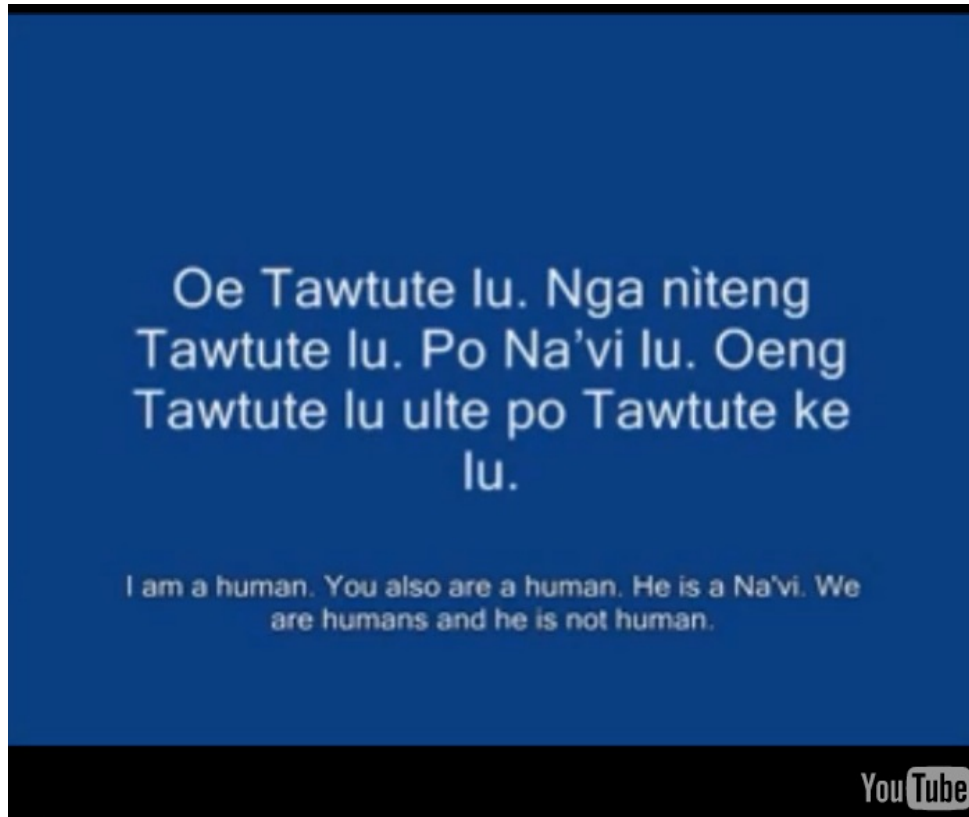 Oe Tawtute lu. Nga nìteng
Tawtute lu. Po Na’vi lu. Oeng
Tawtute lu ulte po Tawtute ke
lu.
I am a human. You also are a human. He is a Na'vi. We
are humans and he is not human.
YouTube